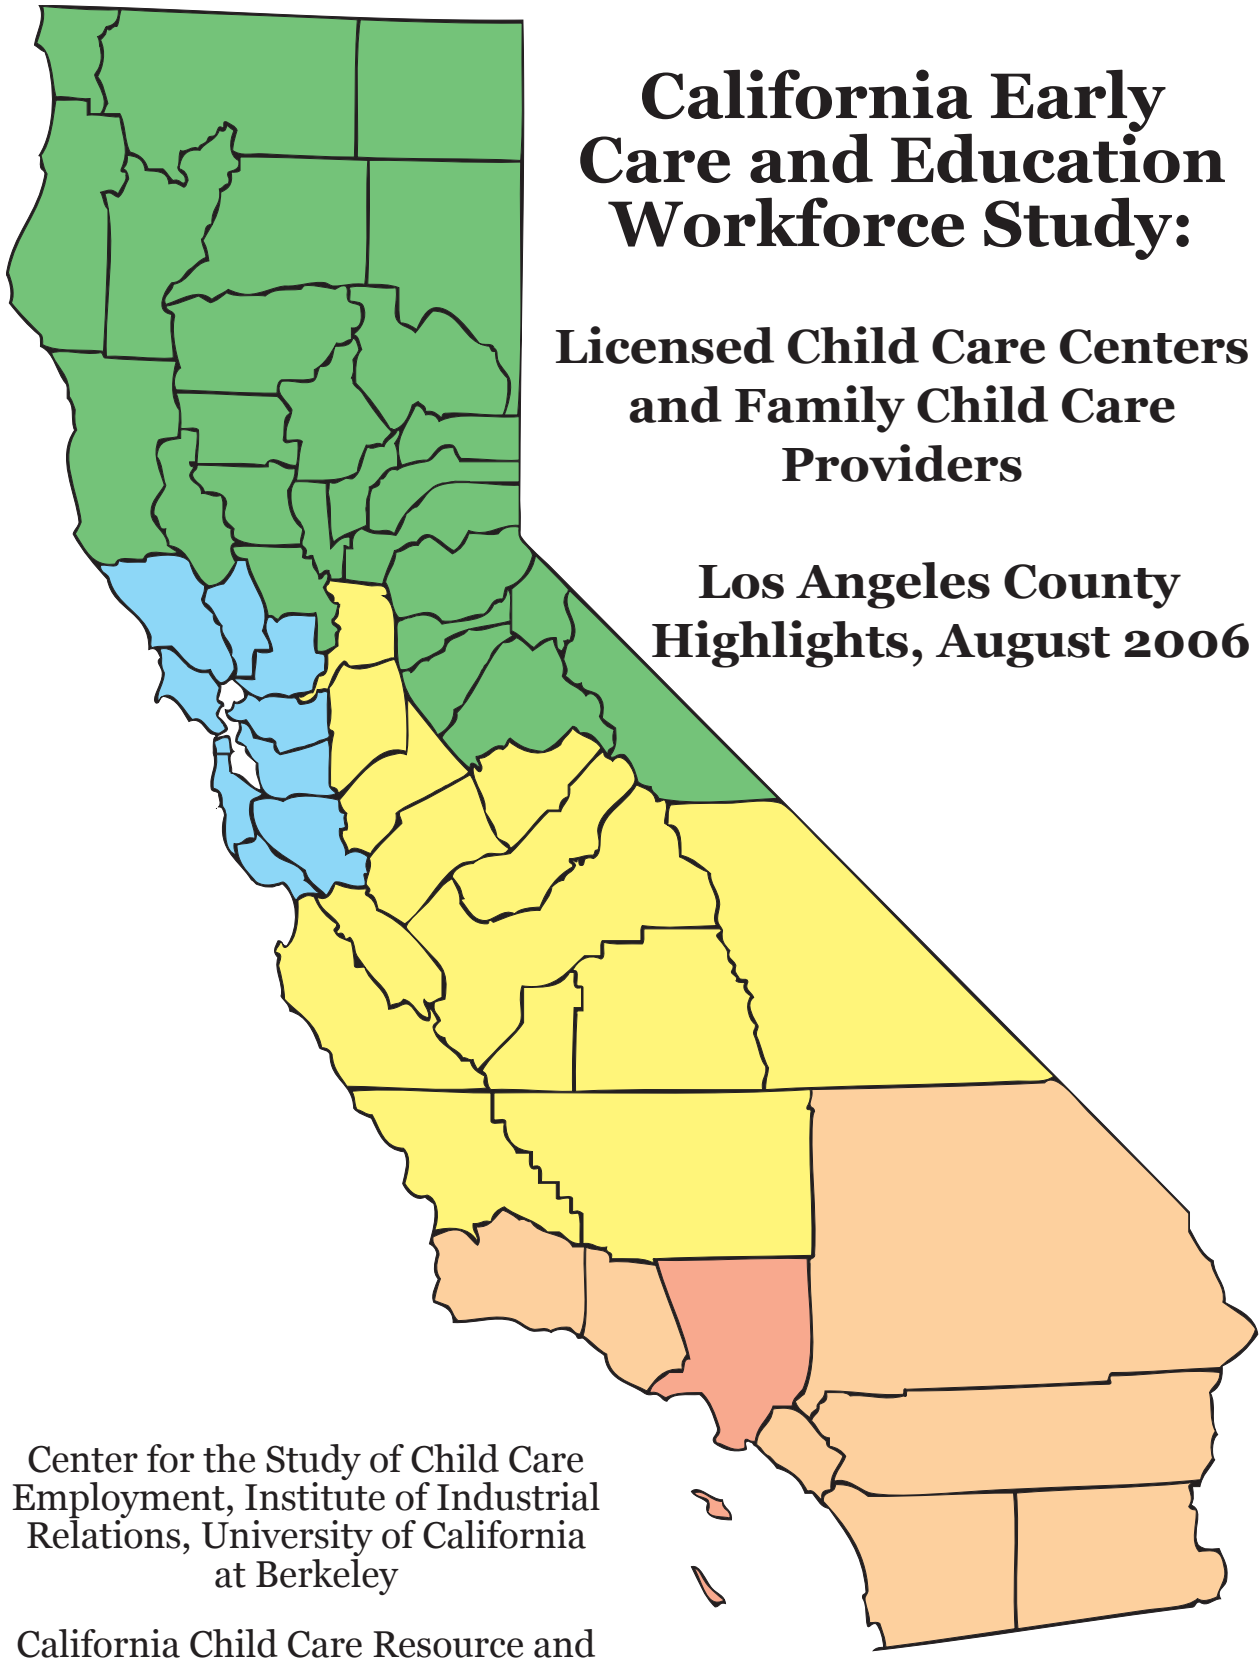 California Early
Care and Education
Workforce Study:
Licensed Child Care Centers
and Family Child Care
Providers
Los Angeles County
Highlights, August 2006
Center for the Study of Child Care
Employment, Institute of Industrial
Relations, University of California
at Berkeley
California Child Care Resource and